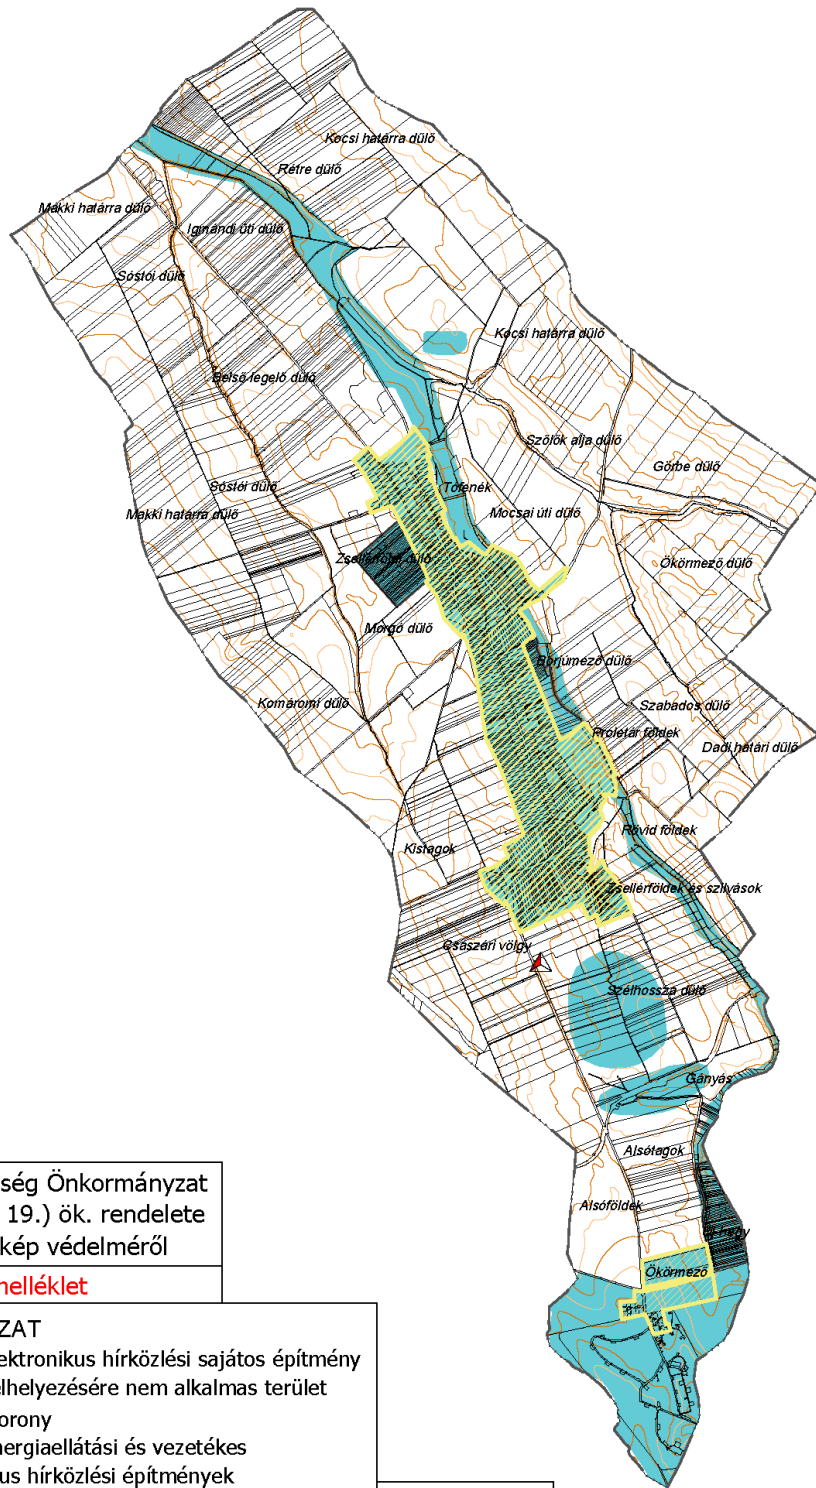 Kocsi határra dűlő
Rétre dűlő
Makki határra dűlő
Igmándi úti dűlő
Sóstói dűlő
Kocsi határra dűlő
Belső legelő dűlő
Szőlők alja dűlő
Görbe dűlő
Sóstói dűlő
Tófenék
Makki határra dűlő
Mocsai úti dűlő
Zsellérföldi dűlő
Ökörmező dűlő
Morgó dűlő
Borjúmező dűlő
Komáromi dűlő
Szabados dűlő
Proletár földek
Dadi határi dűlő
Rövid földek
Kistagok
Zsellérföldek és szilvások
Császári völgy
Szélhossza dűlő
Gányás
Alsótagok
Alsóföldek
Ökörmező
ség Önkormányzat
19.) ök. rendelete
kép védelméről
melléklet
ZAT
ektronikus hírközlési sajátos építmény
elhelyezésére nem alkalmas terület
torony
nergiaellátási és vezetékes
us hírközlési építmények